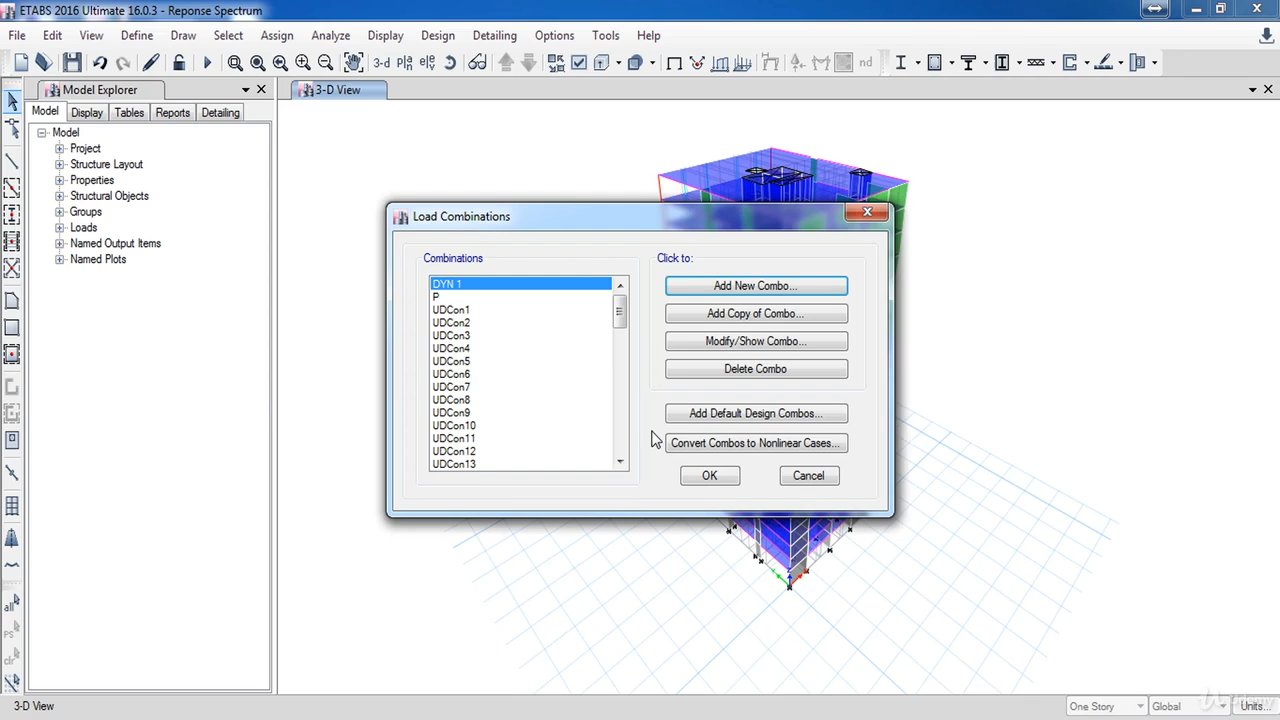 ETABS 2016 Ultimate 16.0.3 - Reponse Spectrum
File Edit View Define Draw Select Assign Analyze Display Design Detailing Options Tools Help
3-d nd
Model Explorer
3-D View
Model Display Tables Reports Detailing
Model
Project
Structure Layout
Properties
Structural Objects
Groups
Loads
Named Output Items
Named Plots
Load Combinations
Combinations
DYN 1
P
UDCon1
UDCon2
UDCon3
UDCon4
UDCon5
UDCon6
UDCon7
UDCon8
UDCon9
UDCon10
UDCon11
UDCon12
UDCon13
Click to:
Add New Combo...
Add Copy of Combo...
Modify/Show Combo...
Delete Combo
Add Default Design Combos...
Convert Combos to Nonlinear Cases...
OK Cancel
all
PS
clr
3-D View
One Story Global Units...
Udemy